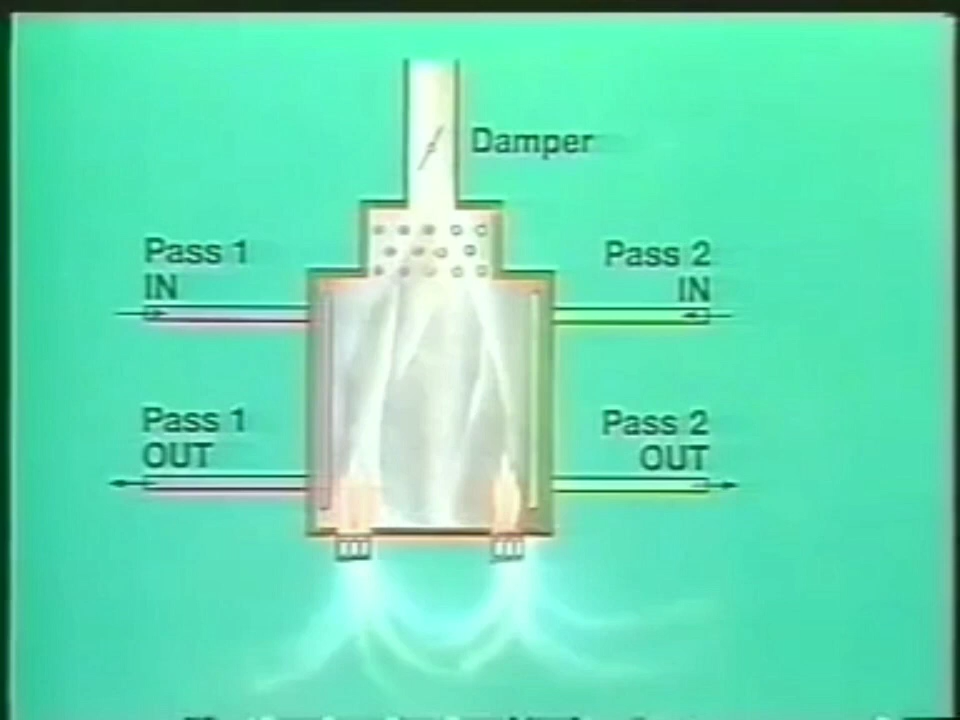 Damper
Pass 1
IN
Pass 2
IN
Pass 1
OUT
Pass 2
OUT